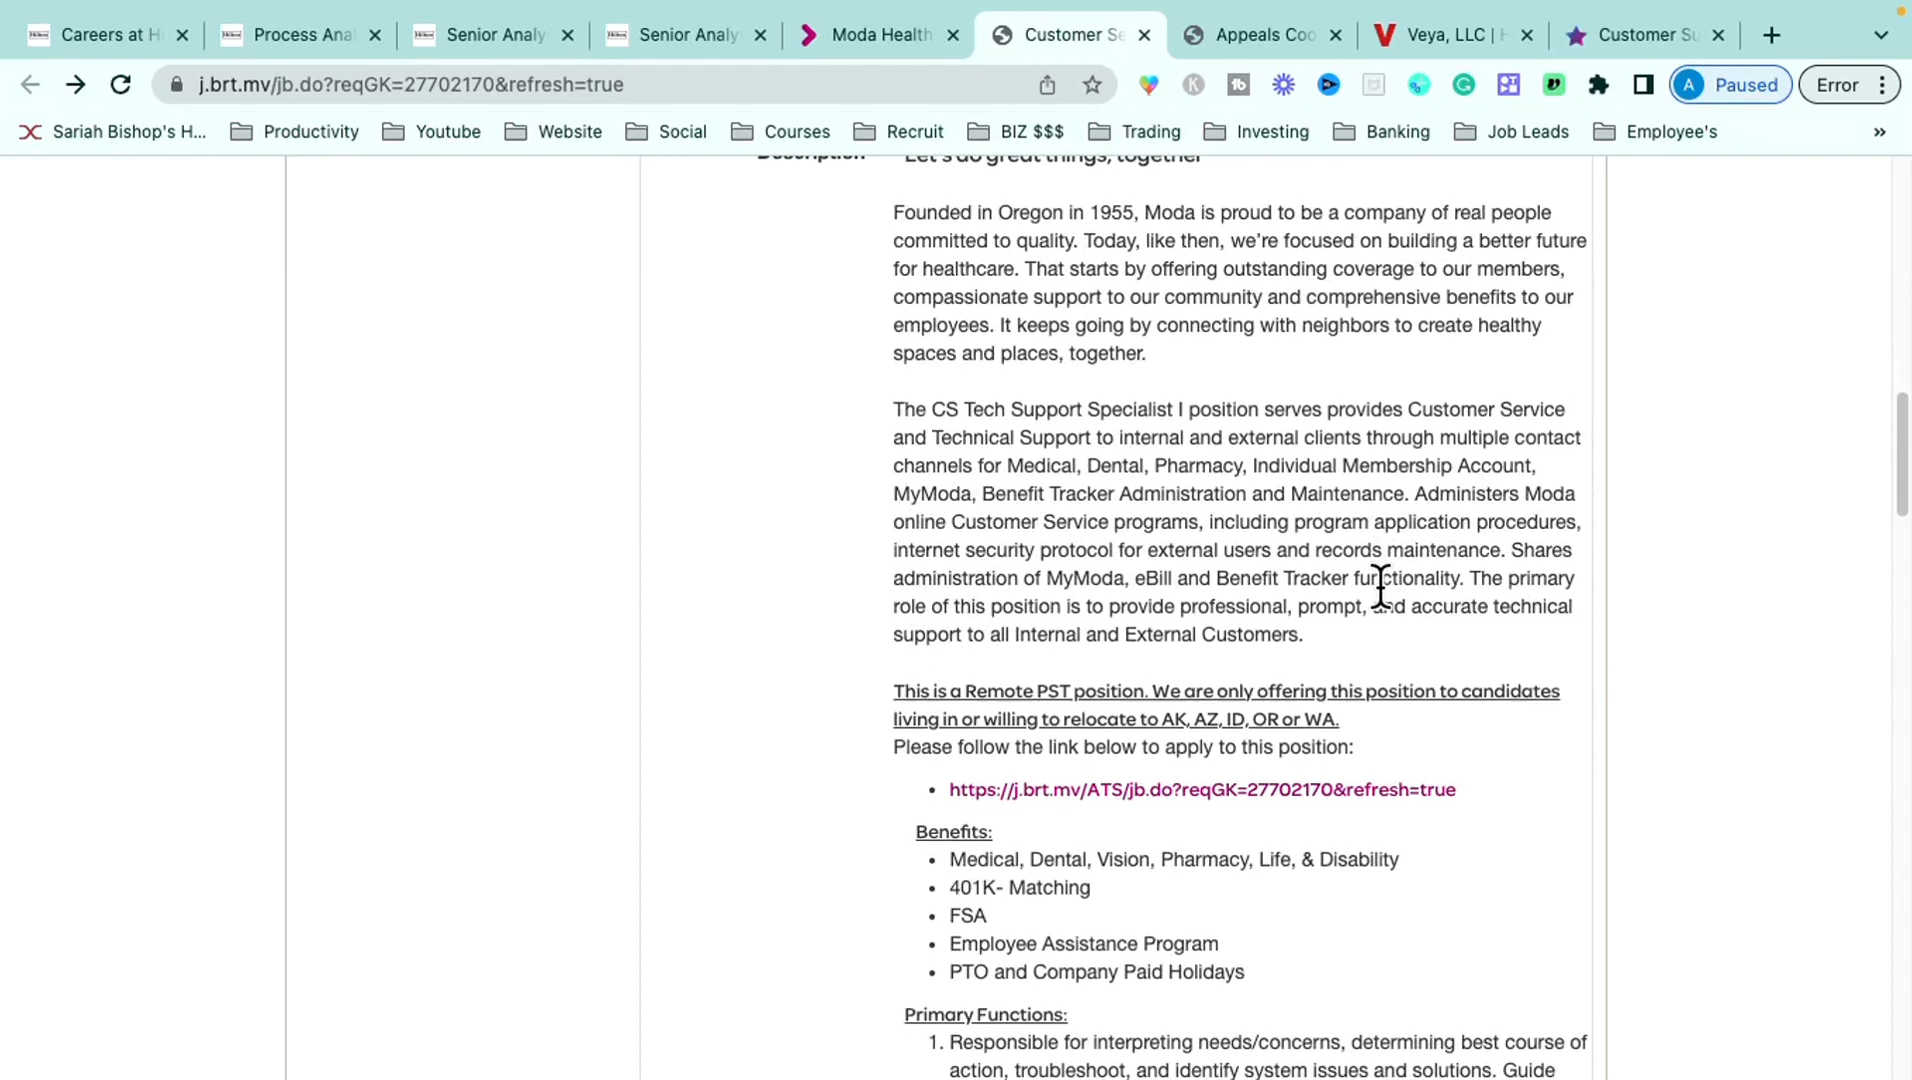 Careers at Hi
Process Anal
Senior Analy
Senior Analy
Moda Health
Customer Se
Appeals Coo
Veya, LLC | H
Customer Su
j.brt.mv/jb.do?reqGK=27702170&refresh=true
A Paused
Error
Sariah Bishop's H...
Productivity
Youtube
Website
Social
Courses
Recruit
BIZ $$$
Trading
Investing
Banking
Job Leads
Employee's
»
Description
Let's do great things, together
Founded in Oregon in 1955, Moda is proud to be a company of real people
committed to quality. Today, like then, we're focused on building a better future
for healthcare. That starts by offering outstanding coverage to our members,
compassionate support to our community and comprehensive benefits to our
employees. It keeps going by connecting with neighbors to create healthy
spaces and places, together.
The CS Tech Support Specialist I position serves provides Customer Service
and Technical Support to internal and external clients through multiple contact
channels for Medical, Dental, Pharmacy, Individual Membership Account,
MyModa, Benefit Tracker Administration and Maintenance. Administers Moda
online Customer Service programs, including program application procedures,
internet security protocol for external users and records maintenance. Shares
administration of MyModa, eBill and Benefit Tracker functionality. The primary
role of this position is to provide professional, prompt, and accurate technical
support to all Internal and External Customers.
This is a Remote PST position. We are only offering this position to candidates
living in or willing to relocate to AK, AZ, ID, OR or WA.
Please follow the link below to apply to this position:
• https://j.brt.mv/ATS/jb.do?reqGK=27702170&refresh=true
Benefits:
• Medical, Dental, Vision, Pharmacy, Life, & Disability
• 401K- Matching
• FSA
• Employee Assistance Program
• PTO and Company Paid Holidays
Primary Functions:
1. Responsible for interpreting needs/concerns, determining best course of
action, troubleshoot, and identify system issues and solutions. Guide